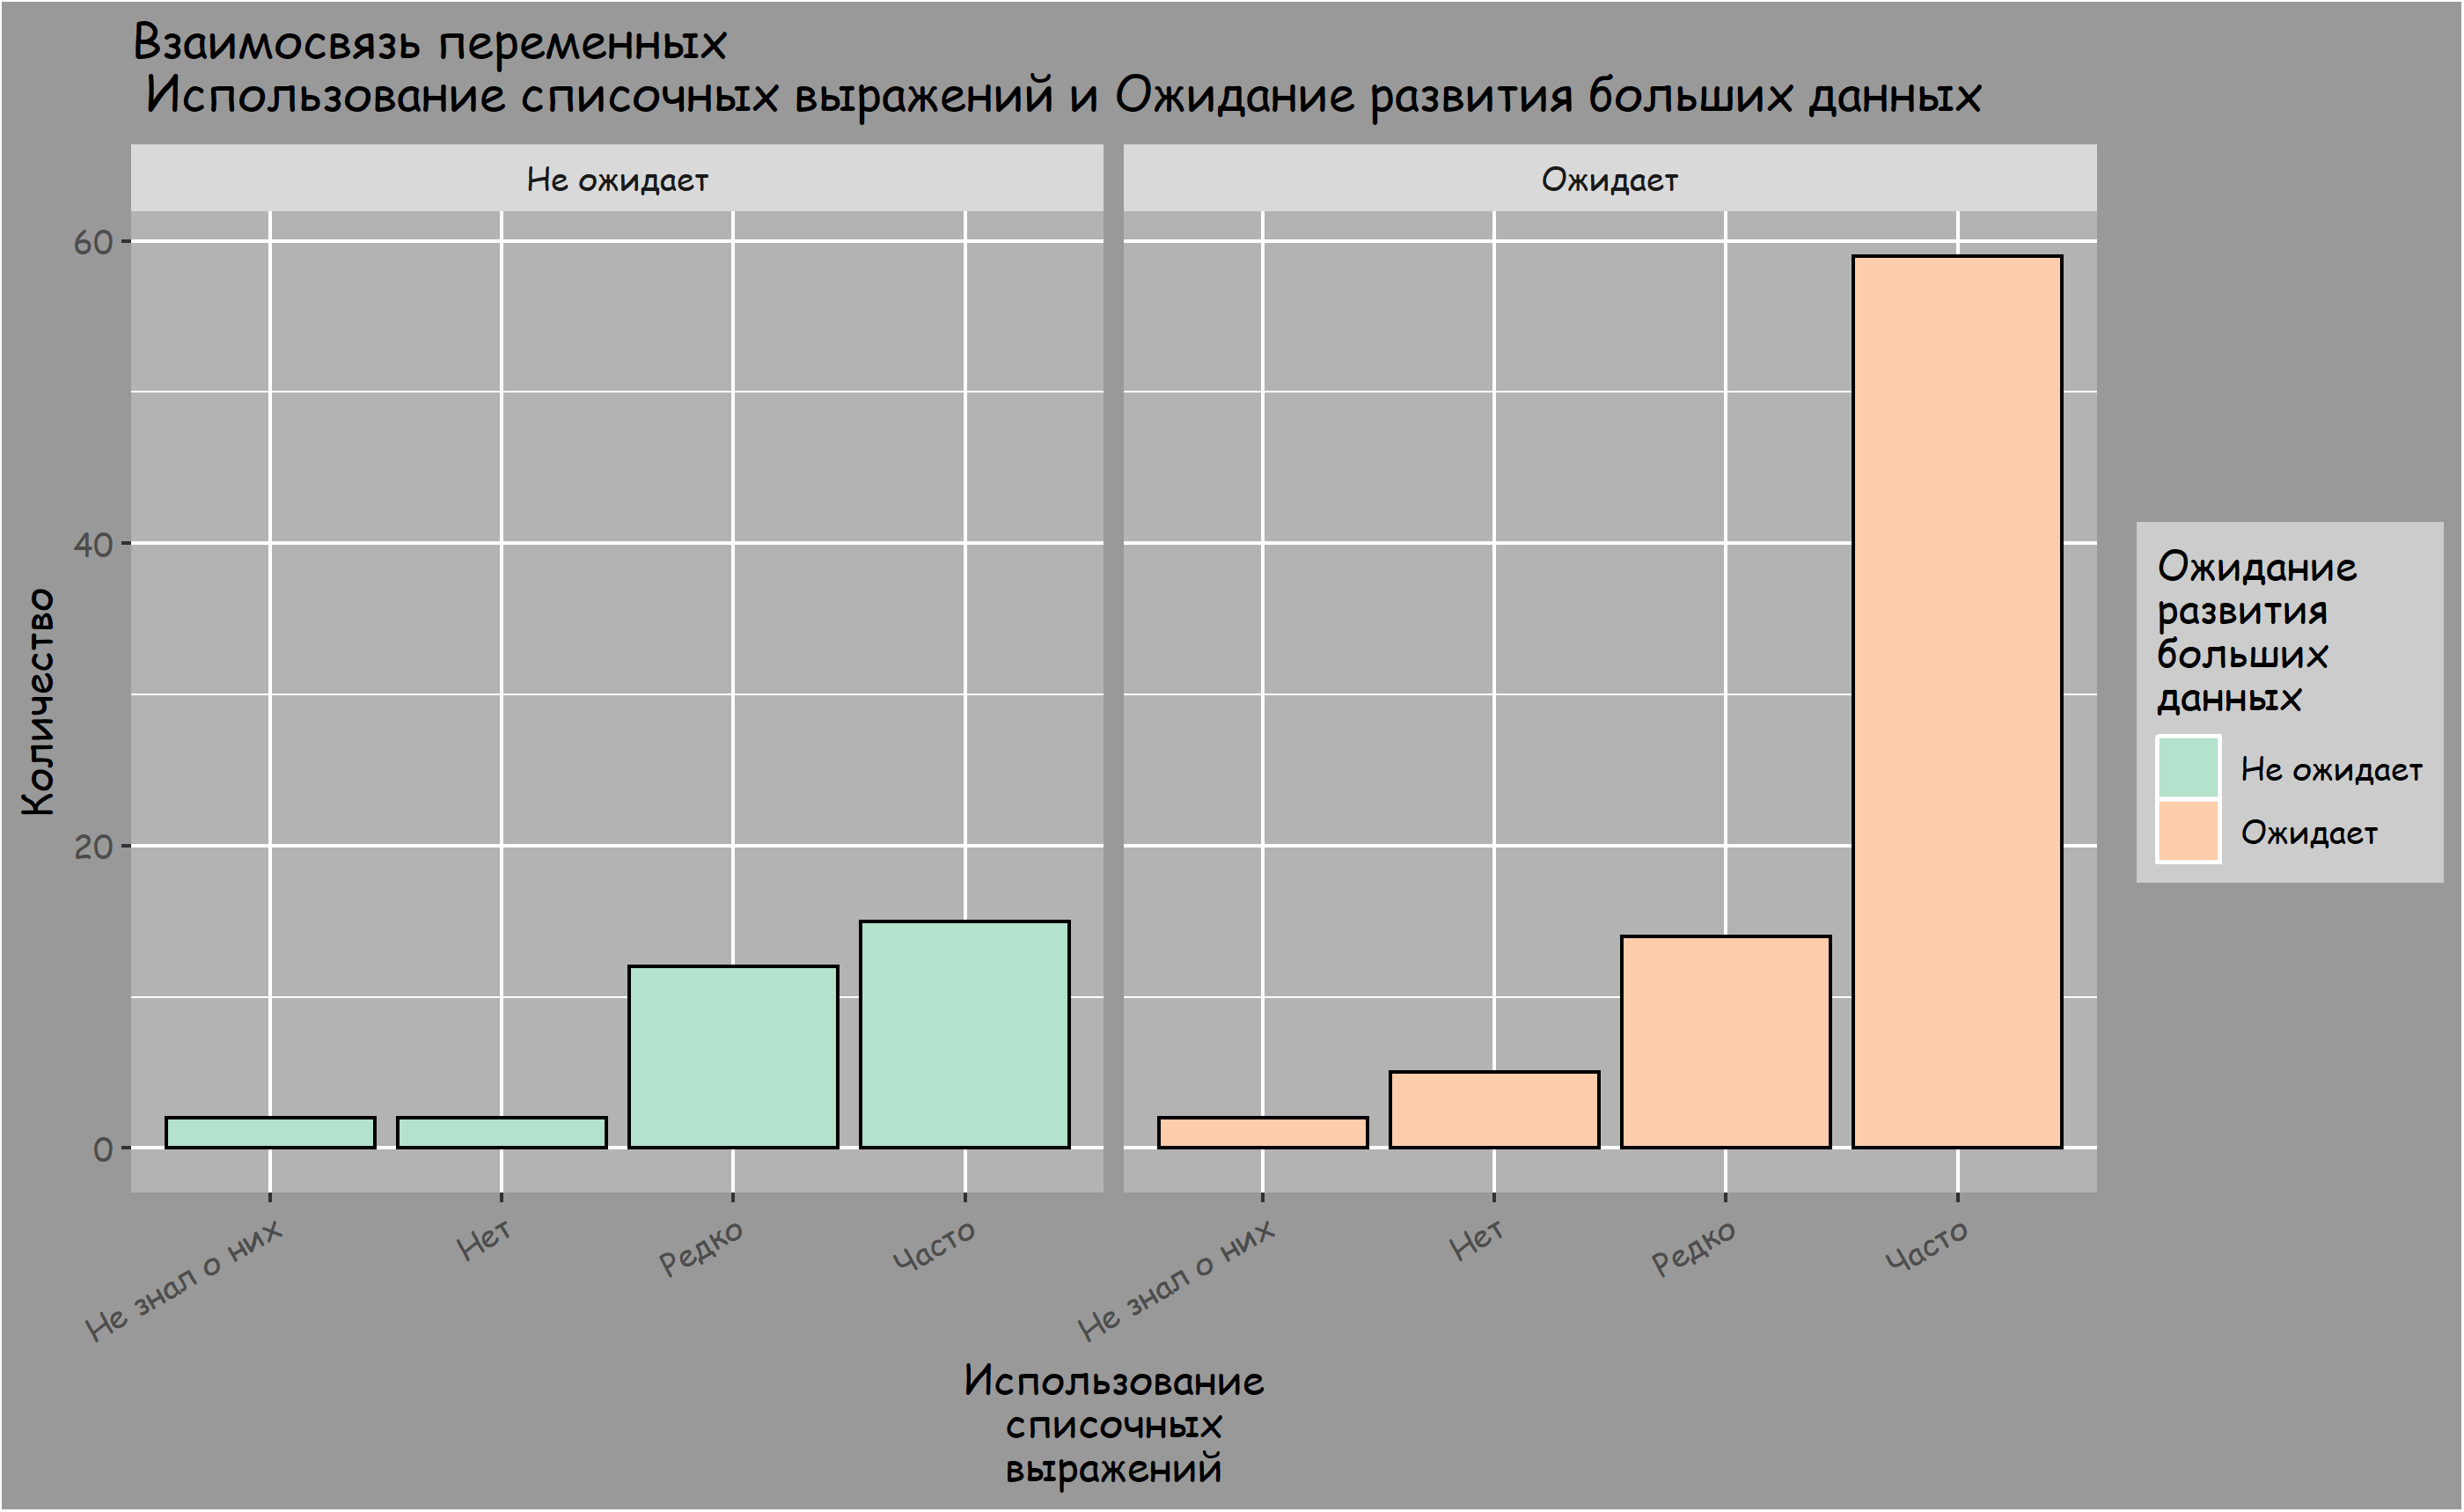 Взаимосвязь переменных
Использование списочных выражений и Ожидание развития больших данных
Не ожидает
Ожидает
60
40
20
0
Количество
Не знал о них
Нет
Редко
Часто
Не знал о них
Нет
Редко
Часто
Использование
списочных
выражений
Ожидание
развития
больших
данных
Не ожидает
Ожидает